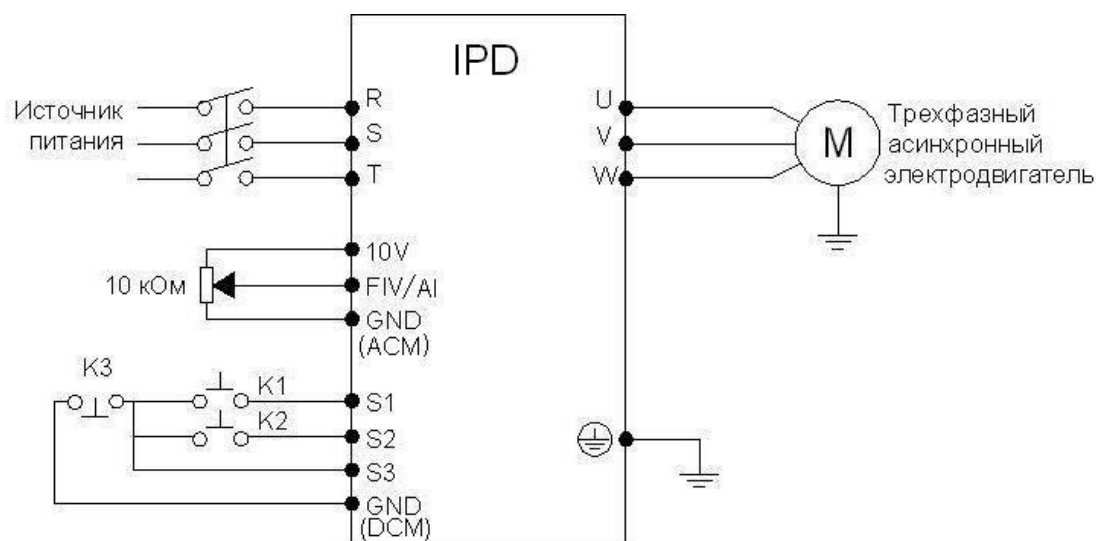 IPD
Источник
питания
R
S
T
U
V
W
M
Трехфазный
асинхронный
электродвигатель
10 кОм
10V
FIV/AI
GND
(ACM)
K3
K1
K2
S1
S2
S3
GND
(DCM)